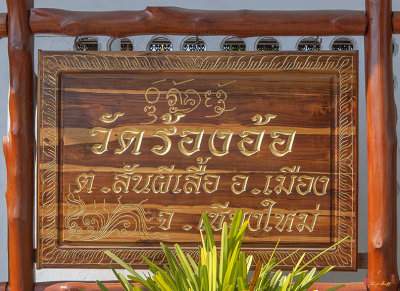 วัดร้องอ้อ
ต.สันผีเสื้อ อ.เมือง
จ.เชียงใหม่